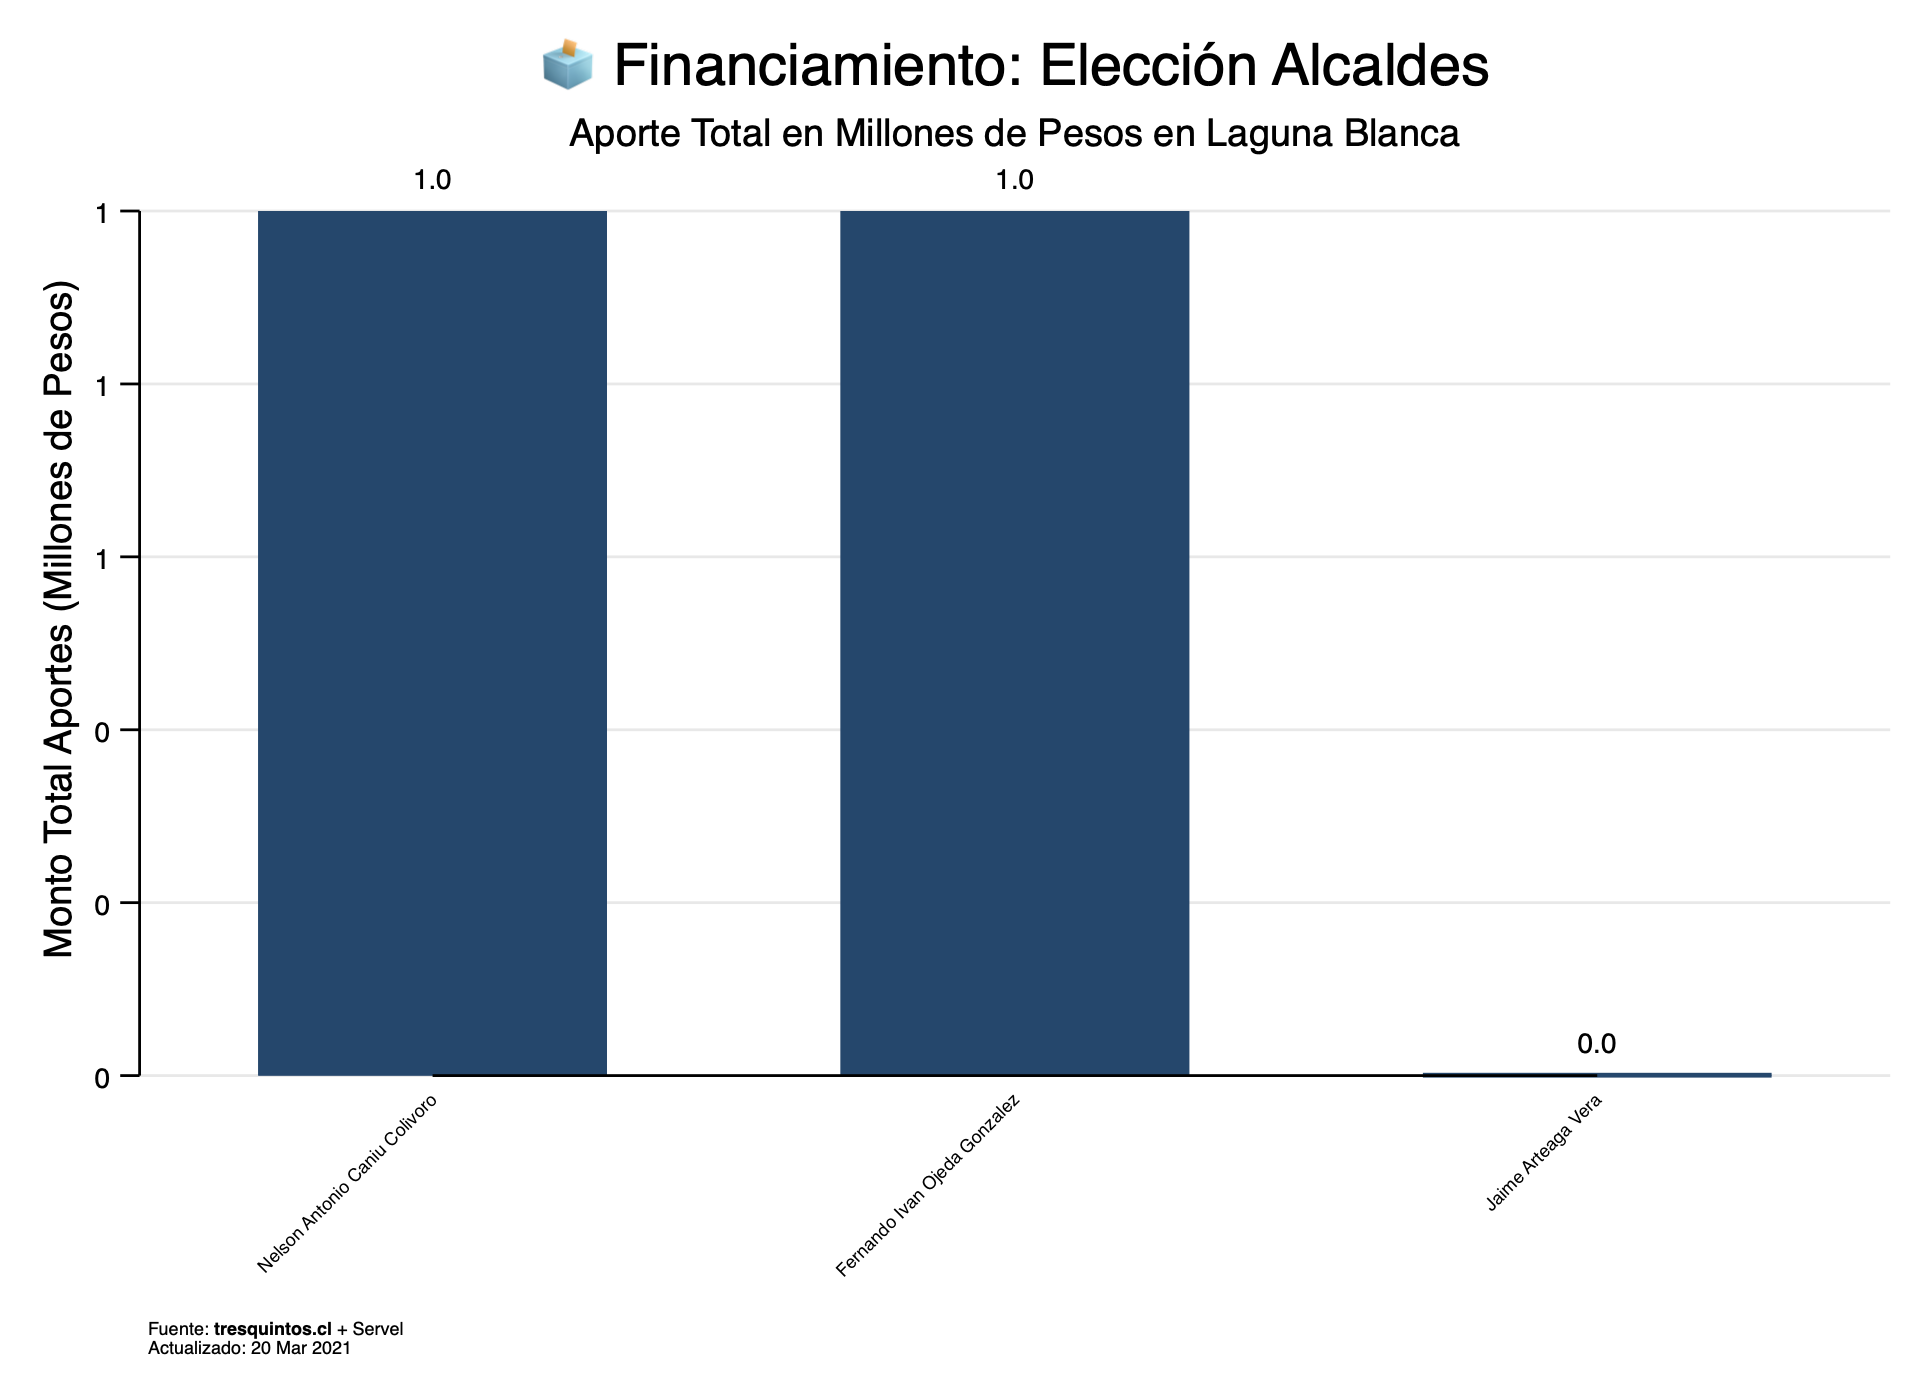 Financiamiento: Elección Alcaldes
Aporte Total en Millones de Pesos en Laguna Blanca
1.0
1.0
0.0
Monto Total Aportes (Millones de Pesos)
1
1
1
0
0
0
Nelson Antonio Caniu Colivoro
Fernando Ivan Ojeda Gonzalez
Jaime Arteaga Vera
Fuente: tresquintos.cl + Servel
Actualizado: 20 Mar 2021